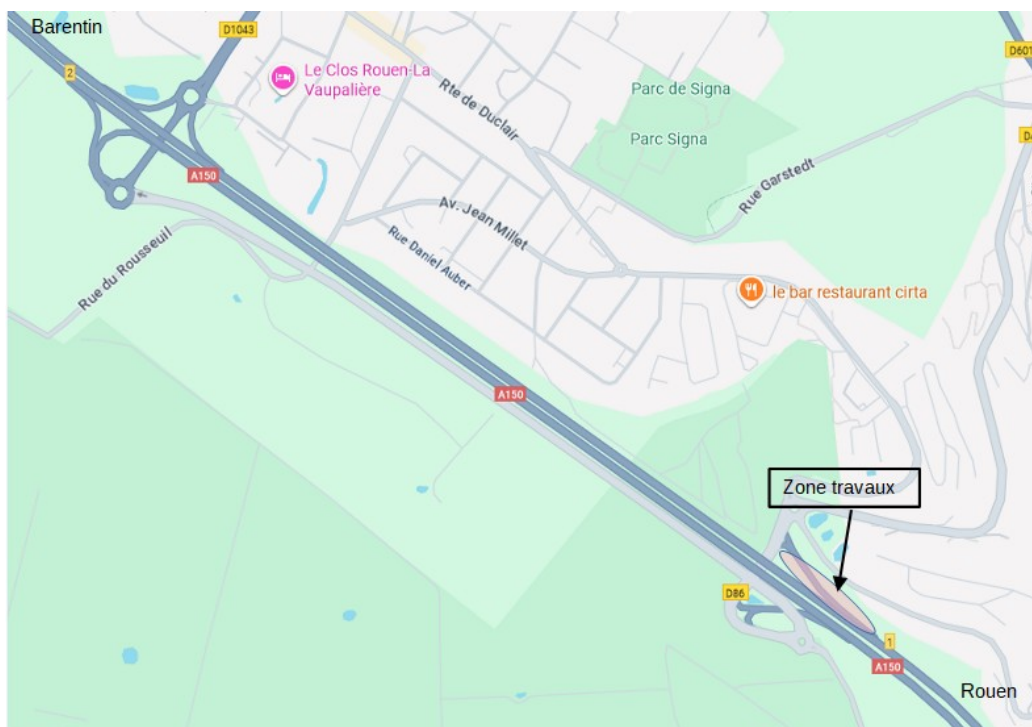 Barentin
D1043
D601
2
Le Clos Rouen-La
Vaupalière
Rte de Duclair
Parc de Signa
Parc Signa
A150
Rue Garstedt
Av. Jean Millet
Rue Daniel Auber
Rue du Rousseuil
le bar restaurant cirta
A150
Zone travaux
D86
1
A150
Rouen